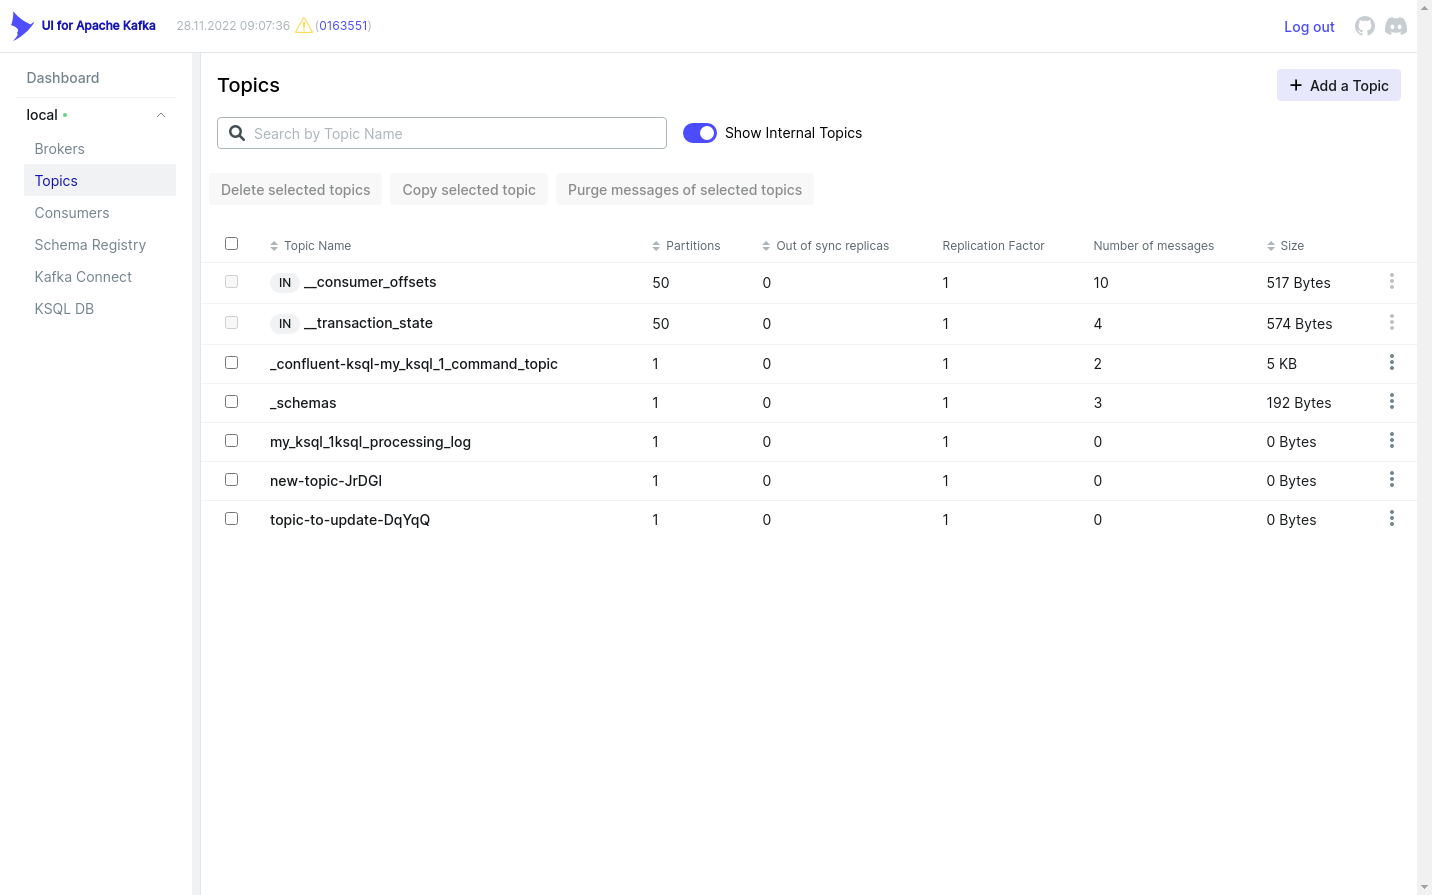 UI for Apache Kafka 28.11.2022 09:07:36 (0163551) Log out
Dashboard
local
Brokers
Topics
Consumers
Schema Registry
Kafka Connect
KSQL DB
Topics
+ Add a Topic
Search by Topic Name
Show Internal Topics
Delete selected topics Copy selected topic Purge messages of selected topics
Topic Name Partitions Out of sync replicas Replication Factor Number of messages Size
IN __consumer_offsets 50 0 1 10 517 Bytes
IN __transaction_state 50 0 1 4 574 Bytes
_confluent-ksql-my_ksql_1_command_topic 1 0 1 2 5 KB
_schemas 1 0 1 3 192 Bytes
my_ksql_1ksql_processing_log 1 0 1 0 0 Bytes
new-topic-JrDGI 1 0 1 0 0 Bytes
topic-to-update-DqYqQ 1 0 1 0 0 Bytes